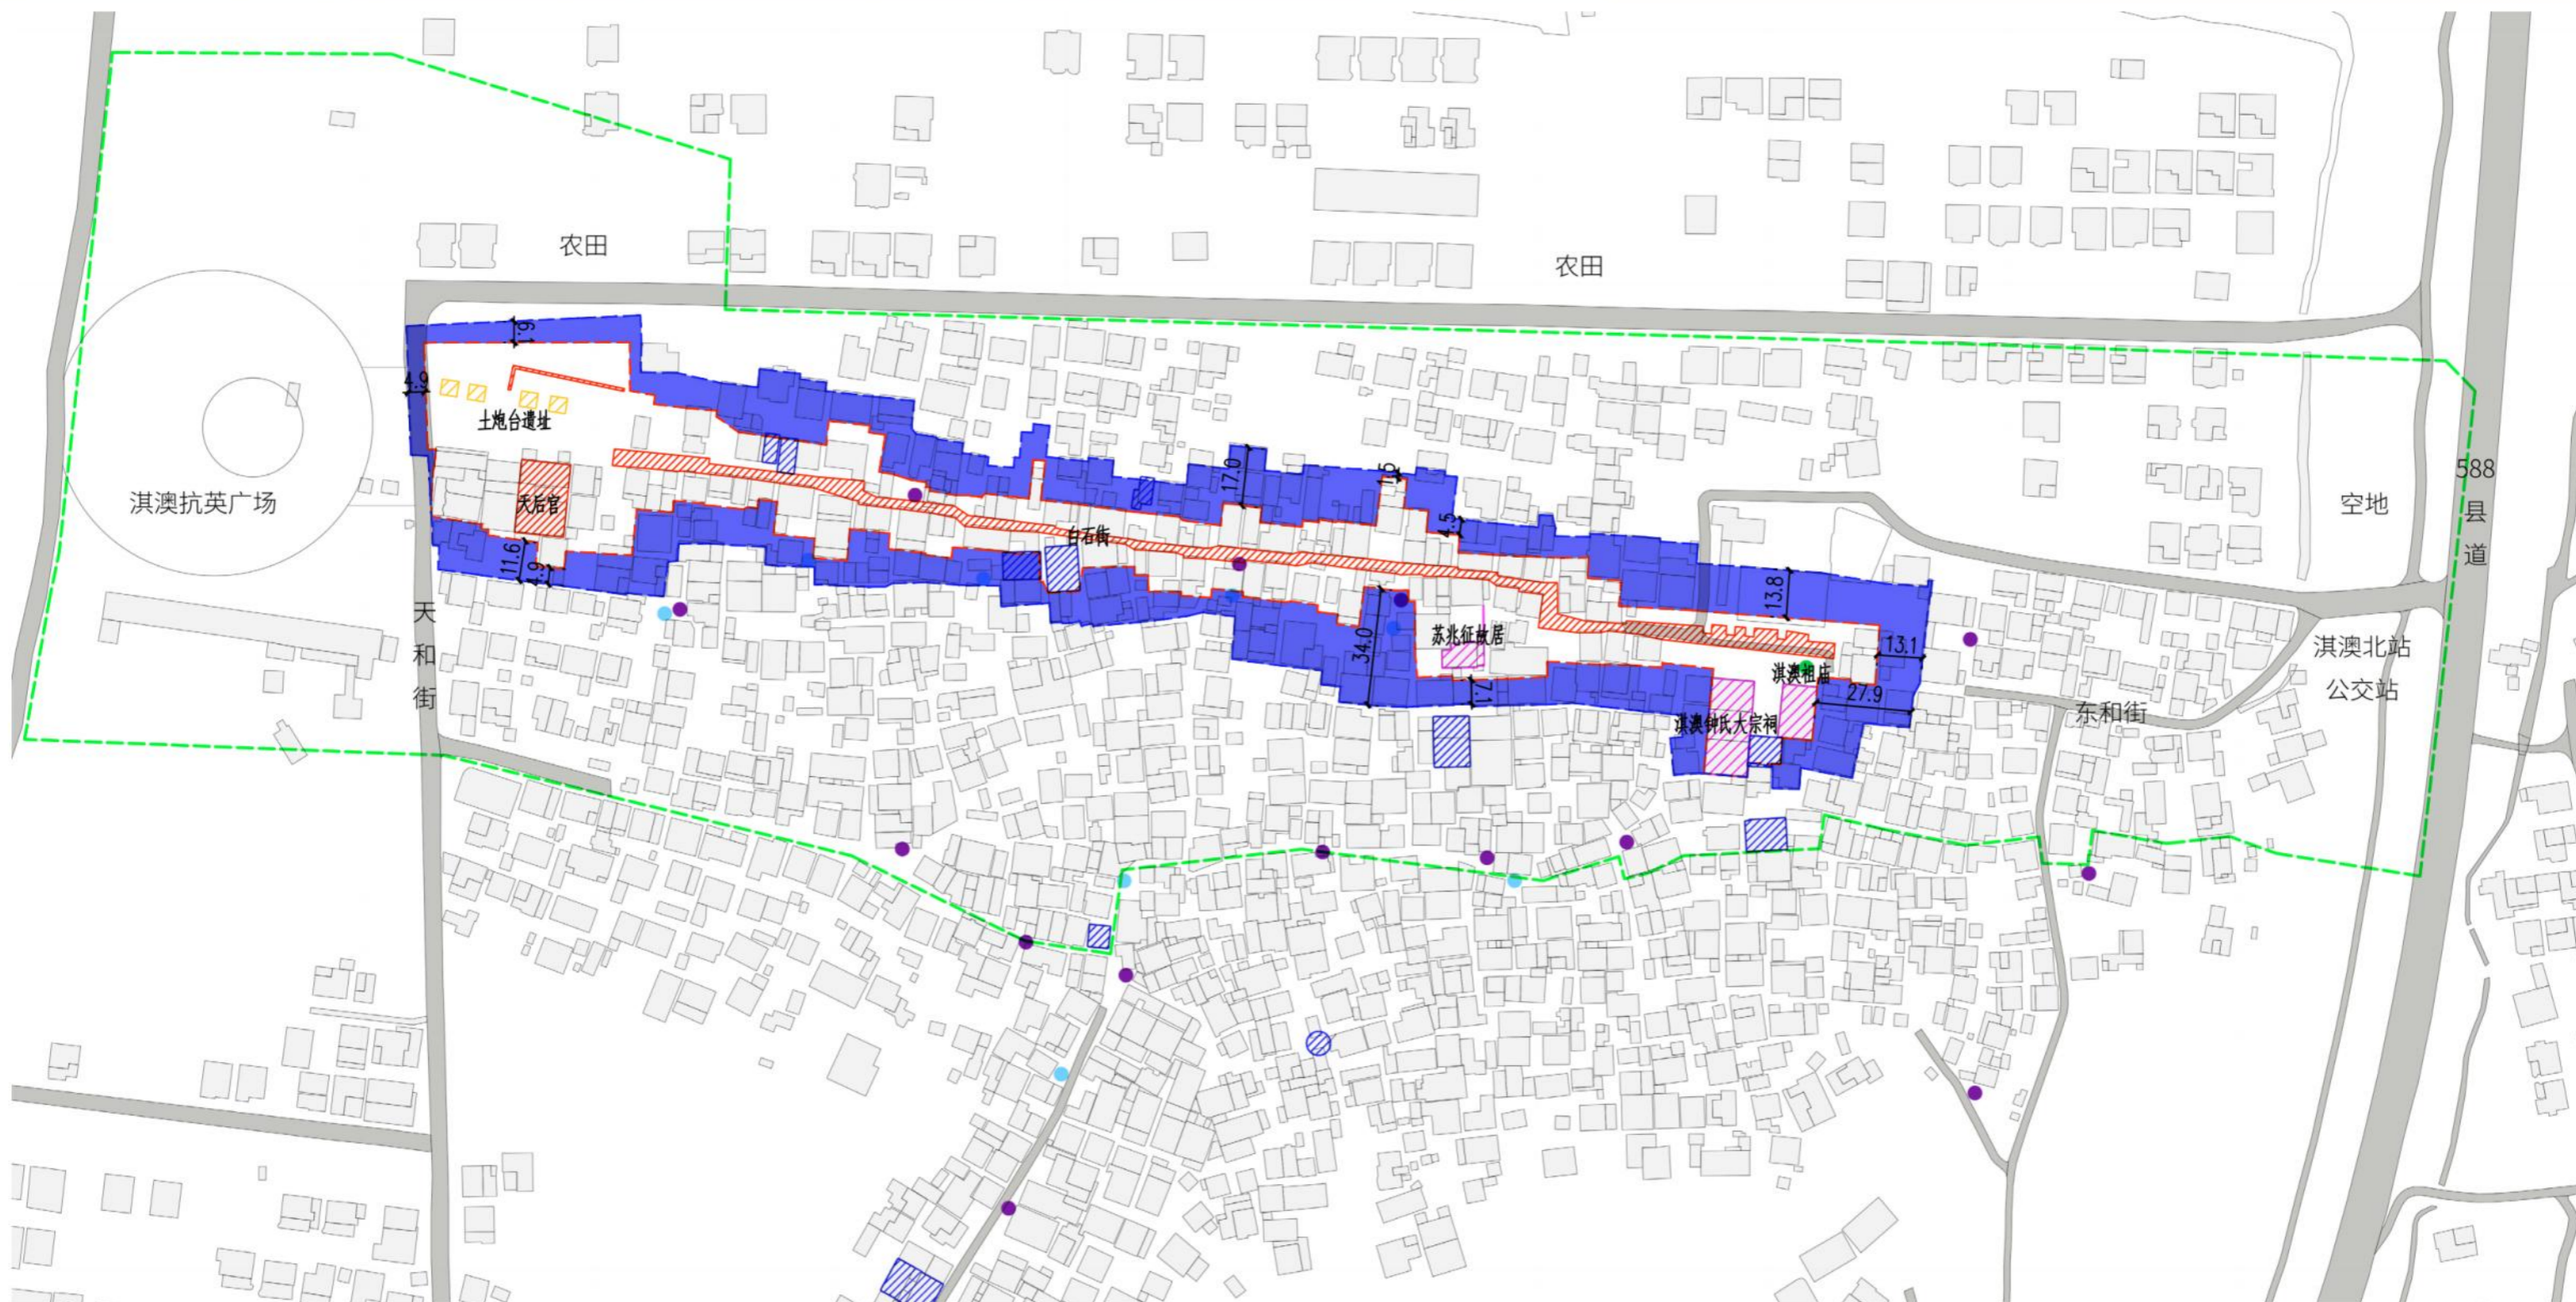 农田
农田
6.1
4.9
土炮台遗址
天后宫
淇澳抗英广场
11.6
4.9
天和街
白石街
17.0
1.5
4.5
34.0
苏兆征故居
7.1
13.8
13.1
27.9
淇澳祖庙
淇澳钟氏大宗祠
东和街
空地
588
县
道
淇澳北站
公交站